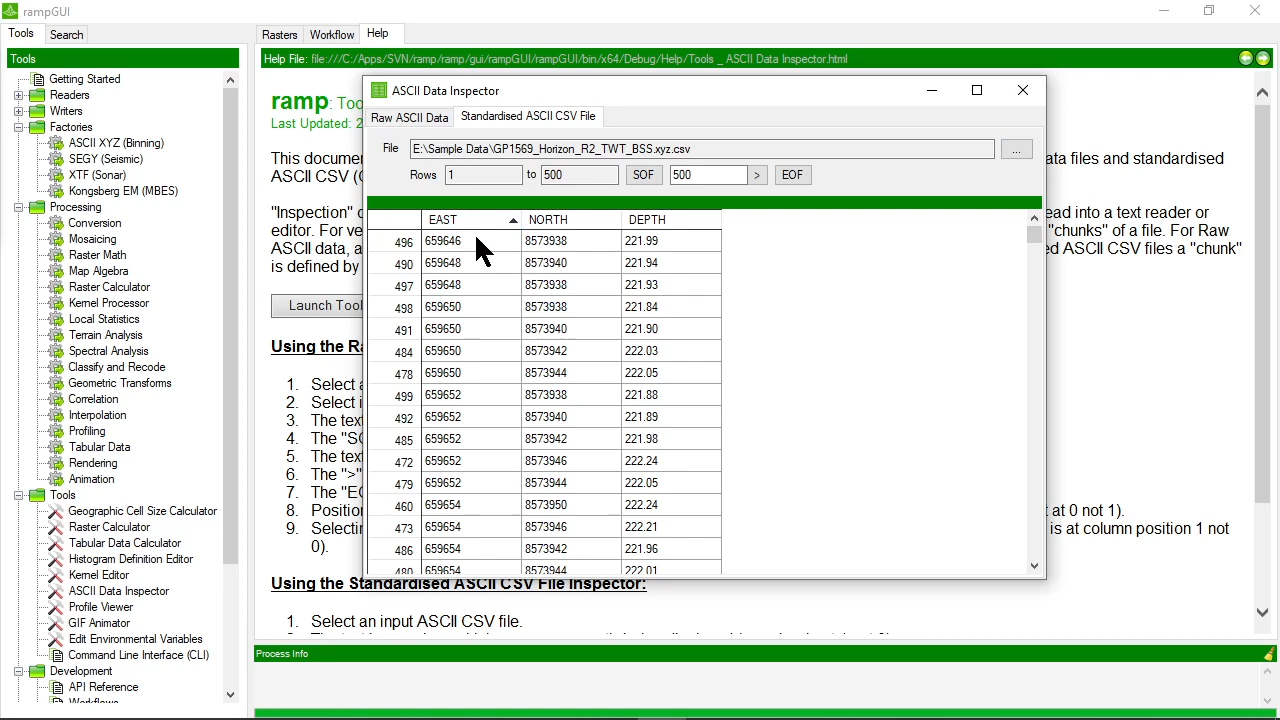 rampGUI
Tools Search
Rasters Workflow Help
Tools
Help File: file:///C:/Apps/SVN/ramp/ramp/gui/rampGUI/rampGUI/bin/x64/Debug/Help/Tools _ ASCII Data Inspector.html
Getting Started
Readers
Writers
Factories
ASCII XYZ (Binning)
SEGY (Seismic)
XTF (Sonar)
Kongsberg EM (MBES)
Processing
Conversion
Mosaicing
Raster Math
Map Algebra
Raster Calculator
Kernel Processor
Local Statistics
Terrain Analysis
Spectral Analysis
Classify and Recode
Geometric Transforms
Correlation
Interpolation
Profiling
Tabular Data
Rendering
Animation
Tools
Geographic Cell Size Calculator
Raster Calculator
Tabular Data Calculator
Histogram Definition Editor
Kernel Editor
ASCII Data Inspector
Profile Viewer
GIF Animator
Edit Environmental Variables
Command Line Interface (CLI)
Development
API Reference
Workflows
ramp: Too
Last Updated: 2
This documen ata files and standardised
ASCII CSV (
"Inspection" ead into a text reader or
editor. For ve "chunks" of a file. For Raw
ASCII data, a ed ASCII CSV files a "chunk"
is defined by
Launch Tool
Using the Ra
1. Select a
2. Select i
3. The tex
4. The "SO
5. The tex
6. The ">"
7. The "EO
8. Position t at 0 not 1).
9. Selectin is at column position 1 not
0).
Using the Standardised ASCII CSV File Inspector:
1. Select an input ASCII CSV file.
ASCII Data Inspector
Raw ASCII Data Standardised ASCII CSV File
File E:\Sample Data\GP1569_Horizon_R2_TWT_BSS.xyz.csv ...
Rows 1 to 500 SOF 500 > EOF
EAST NORTH DEPTH
496 659646 8573938 221.99
490 659648 8573940 221.94
497 659648 8573938 221.93
498 659650 8573938 221.84
491 659650 8573940 221.90
484 659650 8573942 222.03
478 659650 8573944 222.05
499 659652 8573938 221.88
492 659652 8573940 221.89
485 659652 8573942 221.98
472 659652 8573946 222.24
479 659652 8573944 222.05
460 659654 8573950 222.24
473 659654 8573946 222.21
486 659654 8573942 221.96
480 659654 8573944 222.01
Process Info